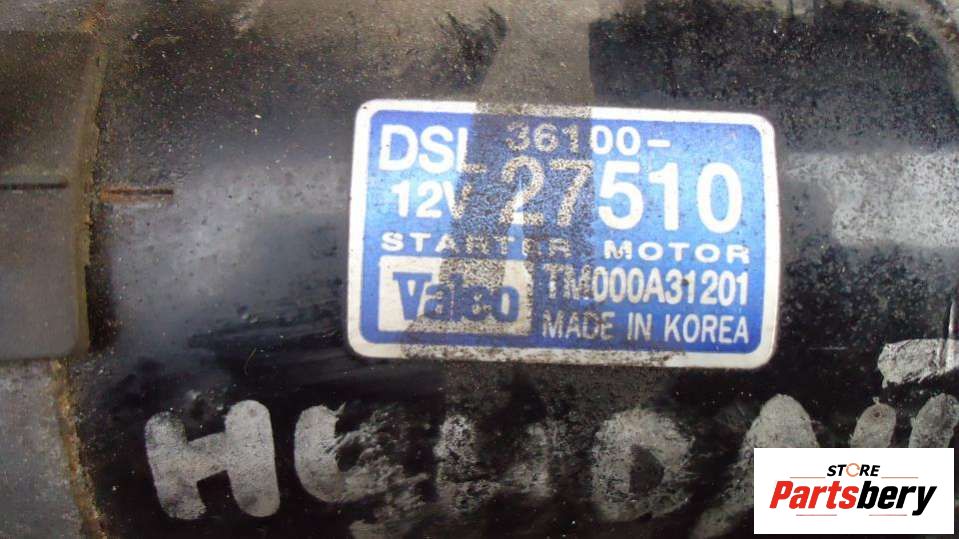 DSL 36100-
12V 27510
STARTER MOTOR
Valeo TM000A31201
MADE IN KOREA
STORE
Partsbery